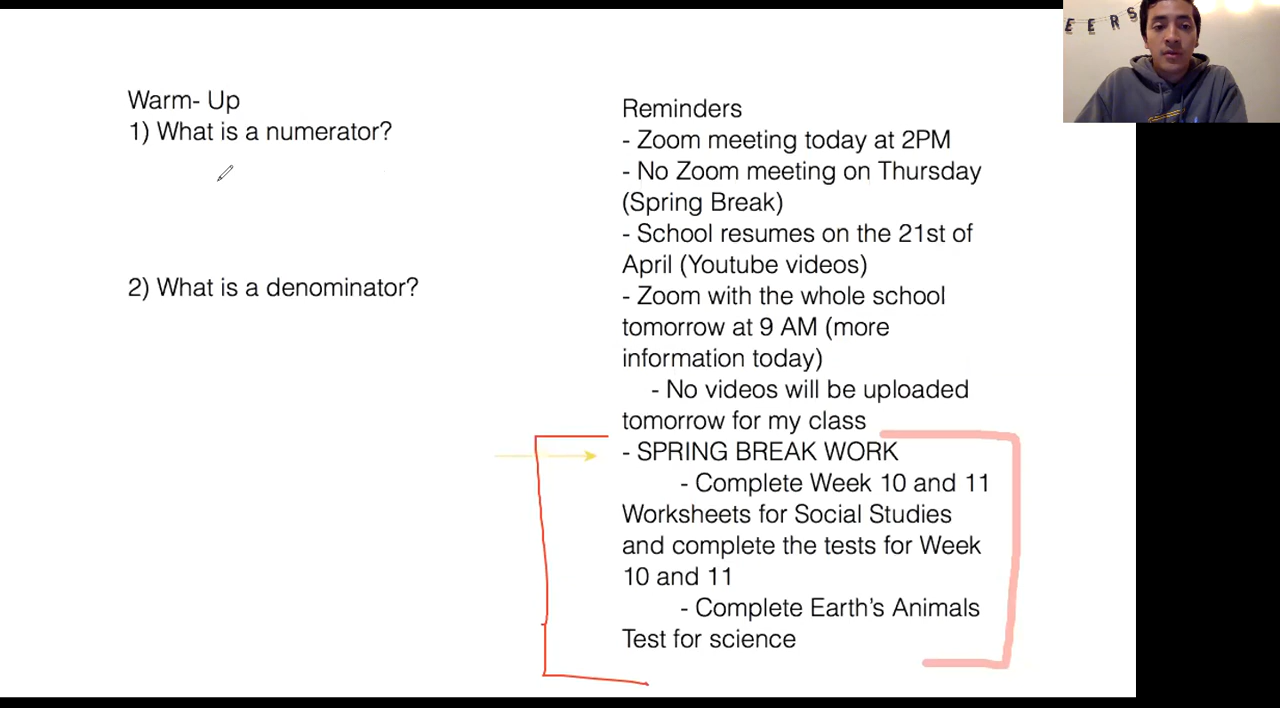 Warm- Up
1) What is a numerator?
2) What is a denominator?
Reminders
- Zoom meeting today at 2PM
- No Zoom meeting on Thursday
(Spring Break)
- School resumes on the 21st of
April (Youtube videos)
- Zoom with the whole school
tomorrow at 9 AM (more
information today)
- No videos will be uploaded
tomorrow for my class
- SPRING BREAK WORK
- Complete Week 10 and 11
Worksheets for Social Studies
and complete the tests for Week
10 and 11
- Complete Earth’s Animals
Test for science
E E R S